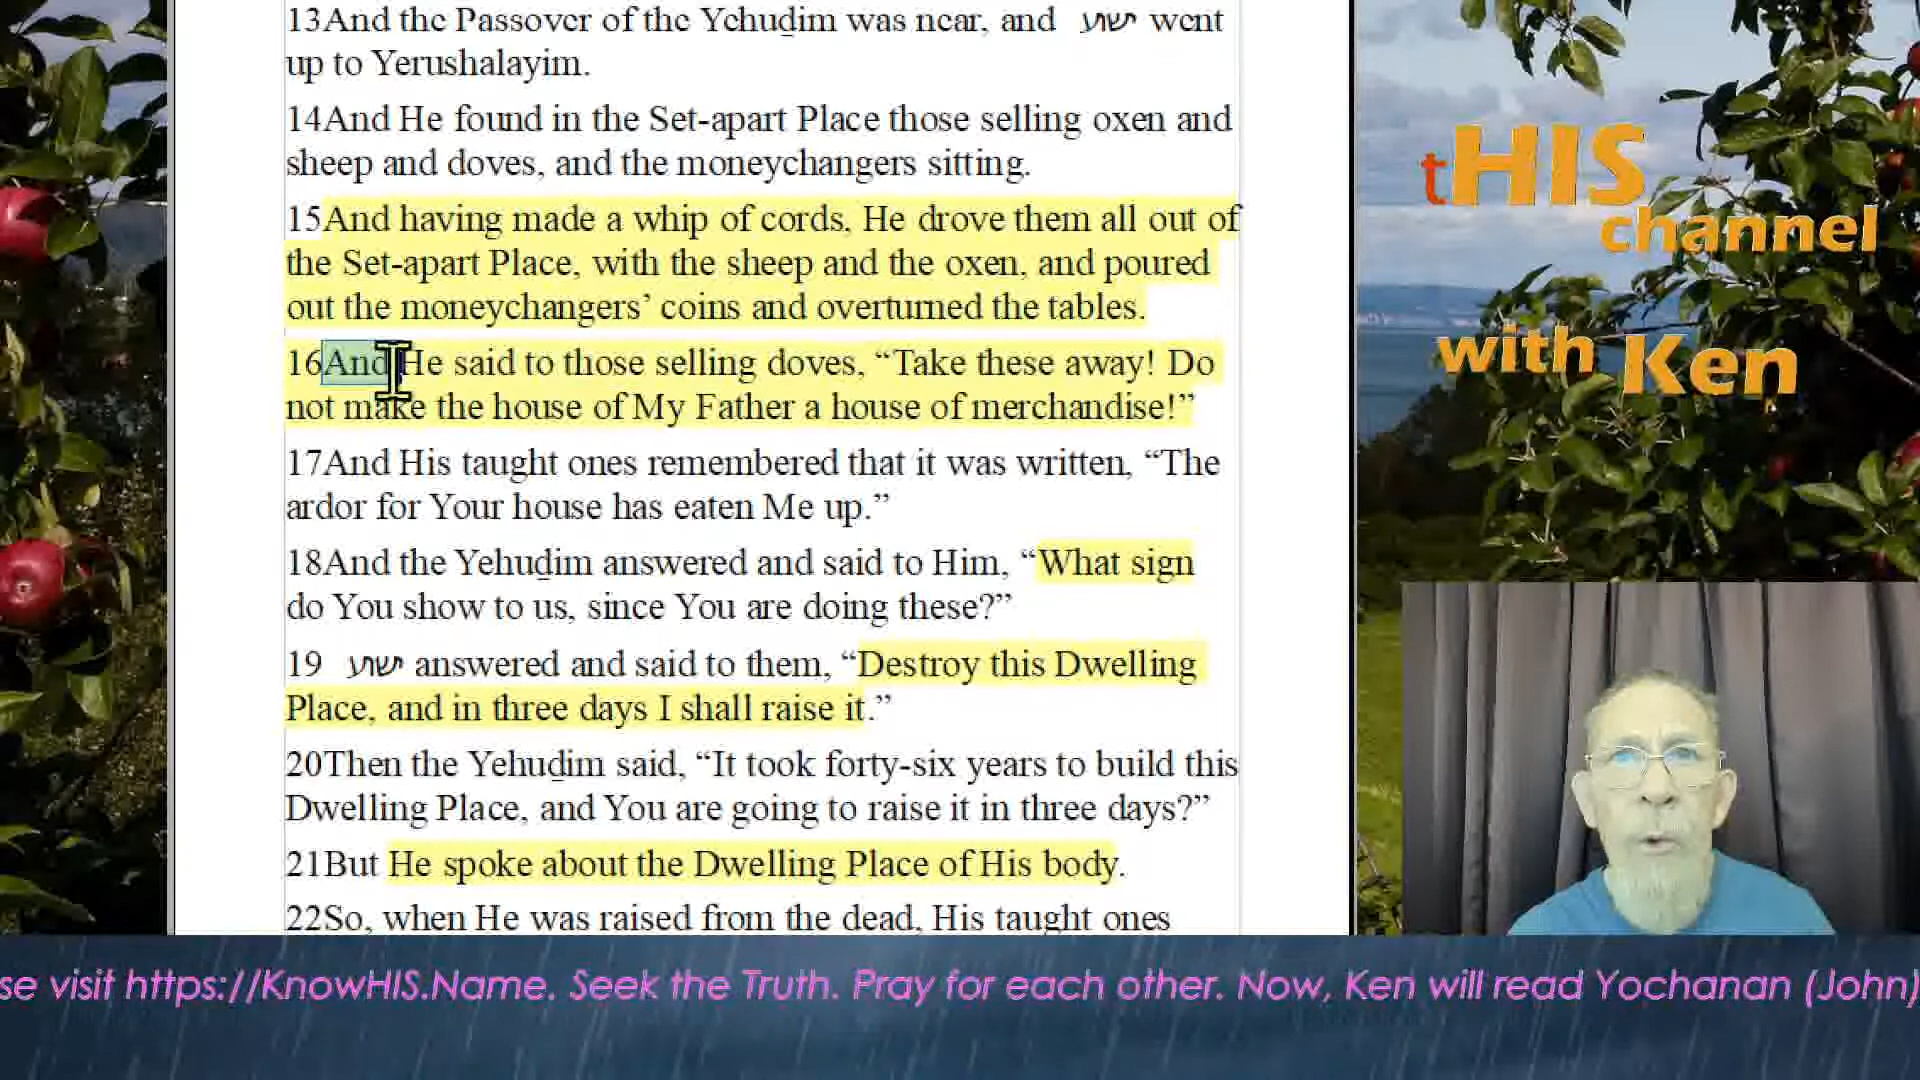 13And the Passover of the Yehuḏim was near, and ישוע went
up to Yerushalayim.
14And He found in the Set-apart Place those selling oxen and
sheep and doves, and the moneychangers sitting.
15And having made a whip of cords, He drove them all out of
the Set-apart Place, with the sheep and the oxen, and poured
out the moneychangers’ coins and overturned the tables.
16And He said to those selling doves, “Take these away! Do
not make the house of My Father a house of merchandise!”
17And His taught ones remembered that it was written, “The
ardor for Your house has eaten Me up.”
18And the Yehuḏim answered and said to Him, “What sign
do You show to us, since You are doing these?”
19 ישוע answered and said to them, “Destroy this Dwelling
Place, and in three days I shall raise it.”
20Then the Yehuḏim said, “It took forty-six years to build this
Dwelling Place, and You are going to raise it in three days?”
21But He spoke about the Dwelling Place of His body.
22So, when He was raised from the dead, His taught ones
tHIS
channel
with Ken
se visit https://KnowHIS.Name. Seek the Truth. Pray for each other. Now, Ken will read Yochanan (John)